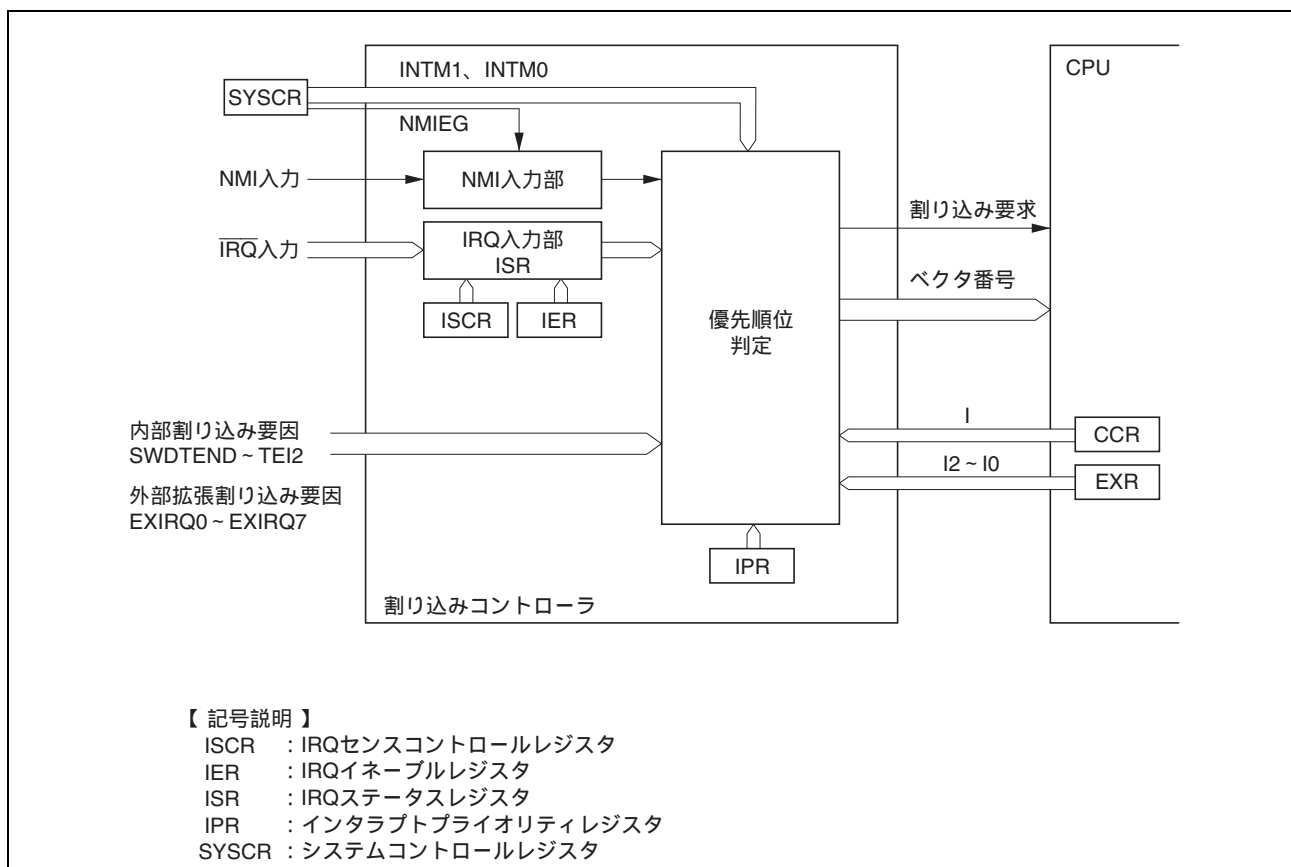 INTM1、INTM0
CPU
SYSCR
NMIEG
NMI入力
NMI入力部
割り込み要求
IRQ入力
IRQ入力部
ISR
ベクタ番号
ISCR
IER
優先順位
判定
内部割り込み要因
SWDTEND~TEI2
I
CCR
I2~I0
EXR
外部拡張割り込み要因
EXIRQ0~EXIRQ7
IPR
割り込みコントローラ
【 記号説明 】
ISCR :IRQセンスコントロールレジスタ
IER :IRQイネーブルレジスタ
ISR :IRQステータスレジスタ
IPR :インタラプトプライオリティレジスタ
SYSCR :システムコントロールレジスタ